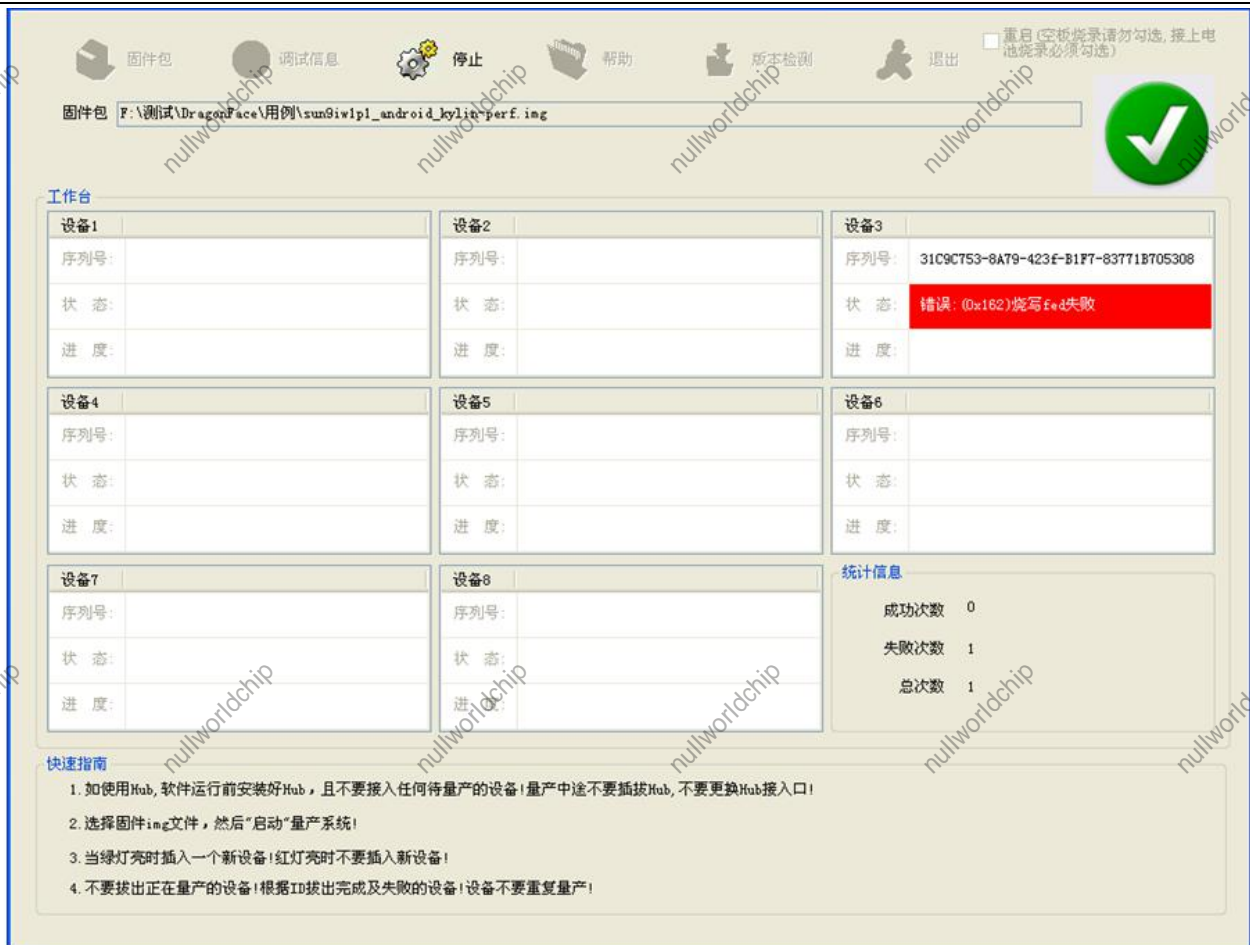 固件包 调试信息 停止 帮助 版本检测 退出 重启(空板烧录请勿勾选,接上电
池烧录必须勾选)
固件包 F:\测试\DragonFace\用例\sun9iw1p1_android_kylin-perf.img
工作台
设备1 设备2 设备3
序列号: 序列号: 序列号: 31C9C753-8A79-423f-B1F7-83771B705308
状 态: 状 态: 状 态: 错误:(0x162)烧写fed失败
进 度: 进 度: 进 度:
设备4 设备5 设备6
序列号: 序列号: 序列号:
状 态: 状 态: 状 态:
进 度: 进 度: 进 度:
设备7 设备8 统计信息
序列号: 序列号: 成功次数 0
状 态: 状 态: 失败次数 1
进 度: 进 度: 总次数 1
快速指南
1.如使用Hub,软件运行前安装好Hub,且不要接入任何待量产的设备!量产中途不要插拔Hub,不要更换Hub接入口!
2.选择固件img文件,然后"启动"量产系统!
3.当绿灯亮时插入一个新设备!红灯亮时不要插入新设备!
4.不要拔出正在量产的设备!根据ID拔出完成及失败的设备!设备不要重复量产!
nullworldchip
nullworldchip
nullworldchip
nullworldchip
nullworldchip
nullworldchip
nullworldchip
nullworldchip